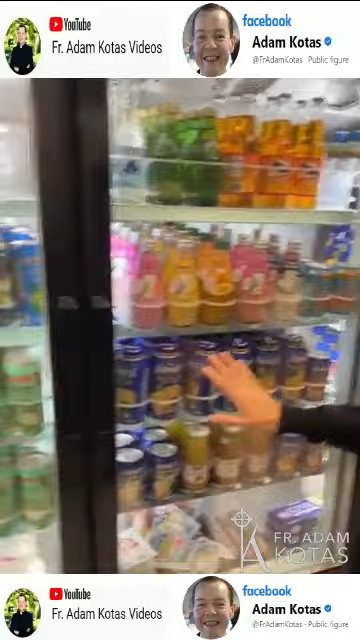 YouTube
Fr. Adam Kotas Videos
facebook
Adam Kotas
@FrAdamKotas · Public figure
FR. ADAM
KOTAS
YouTube
Fr. Adam Kotas Videos
facebook
Adam Kotas
@FrAdamKotas · Public figure